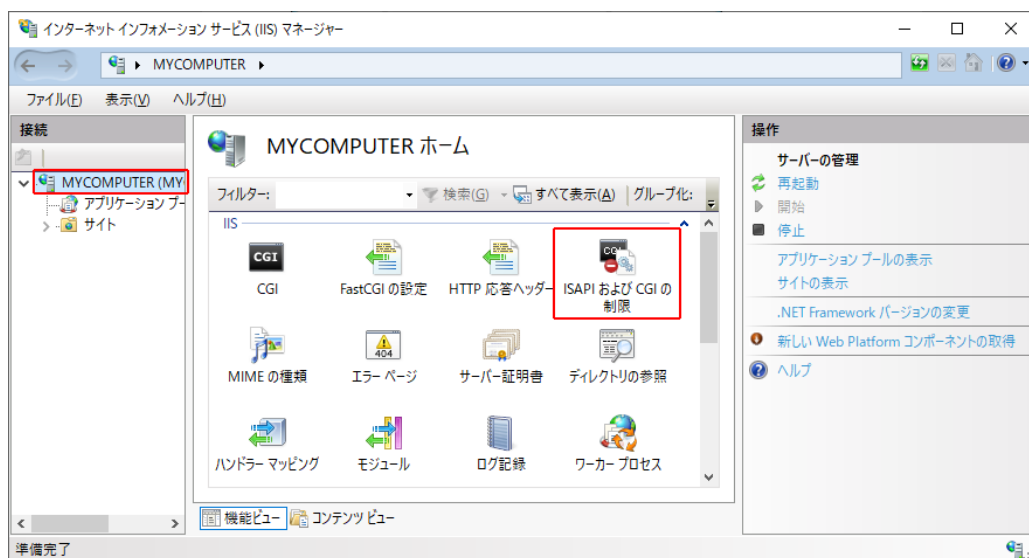 インターネット インフォメーション サービス (IIS) マネージャー
MYCOMPUTER
ファイル(F) 表示(V) ヘルプ(H)
接続
MYCOMPUTER (MY
アプリケーション プー
サイト
MYCOMPUTER ホーム
フィルター: 検索(G) すべて表示(A) グループ化:
IIS
CGI
CGI
FastCGI の設定
HTTP 応答ヘッダー
CGI
ISAPI および CGI の
制限
MIME の種類
404
エラー ページ
サーバー証明書
ディレクトリの参照
ハンドラー マッピング
モジュール
ログ記録
ワーカー プロセス
機能ビュー コンテンツ ビュー
操作
サーバーの管理
再起動
開始
停止
アプリケーション プールの表示
サイトの表示
.NET Framework バージョンの変更
新しい Web Platform コンポーネントの取得
ヘルプ
準備完了